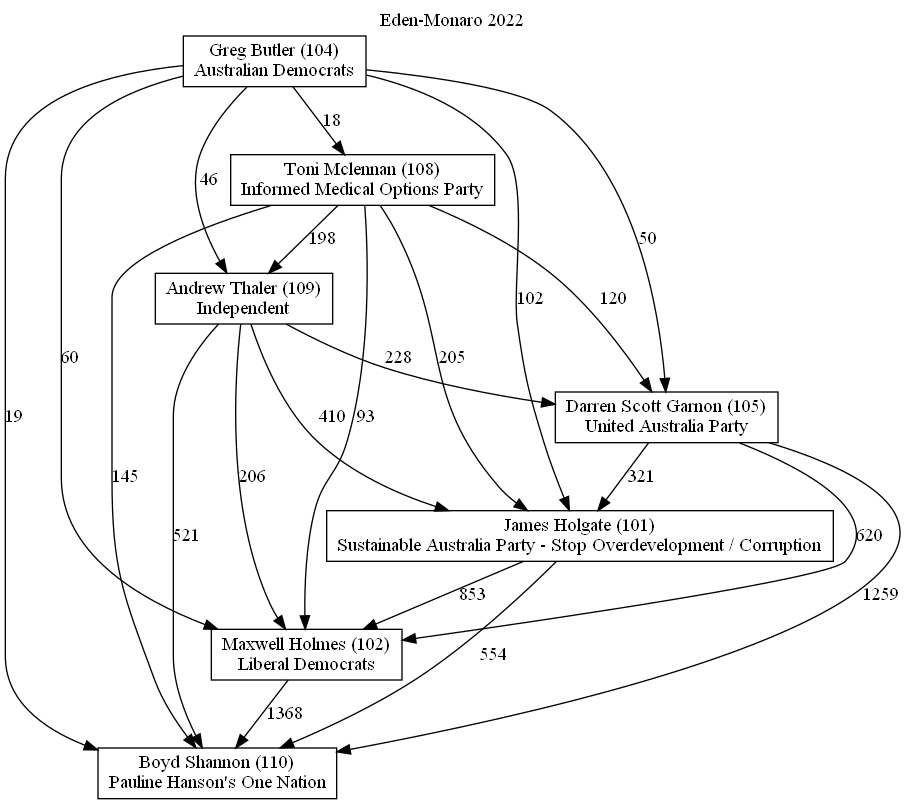 Eden-Monaro 2022
Greg Butler (104)
Australian Democrats
18
Toni Mclennan (108)
Informed Medical Options Party
46
198
50
102
120
Andrew Thaler (109)
Independent
60
228
205
19
410
93
Darren Scott Garnon (105)
United Australia Party
145
206
321
521
James Holgate (101)
Sustainable Australia Party - Stop Overdevelopment / Corruption
620
853
1259
Maxwell Holmes (102)
Liberal Democrats
554
1368
Boyd Shannon (110)
Pauline Hanson's One Nation